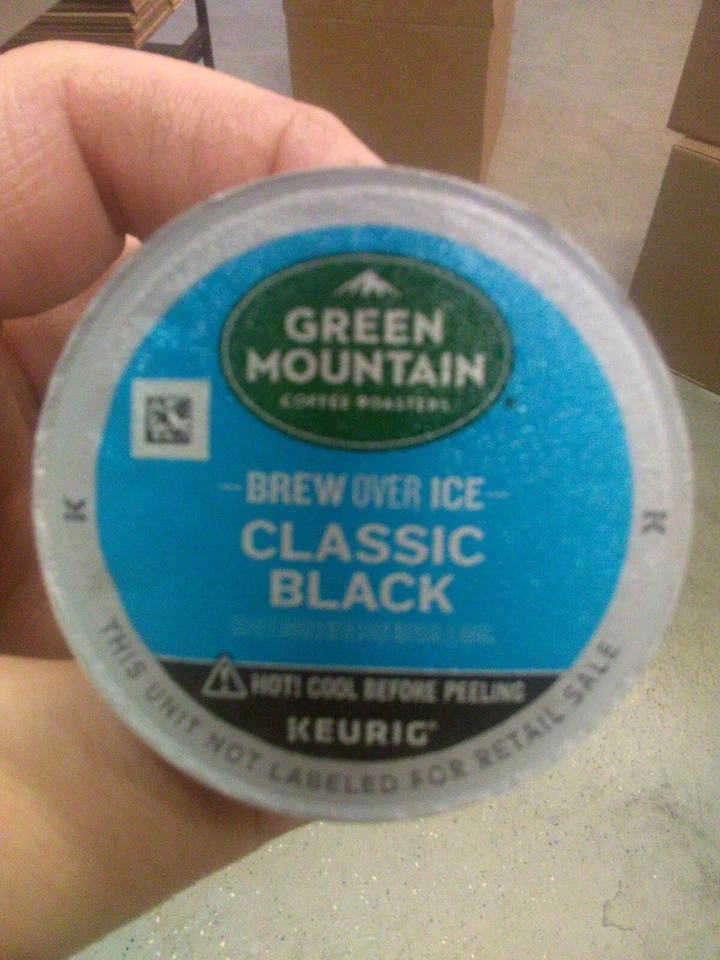 GREEN
MOUNTAIN
COFFEE ROASTERS
BREW OVER ICE
CLASSIC
BLACK
HOT! COOL BEFORE PEELING
KEURIG
K
K
THIS UNIT NOT LABELED FOR RETAIL SALE